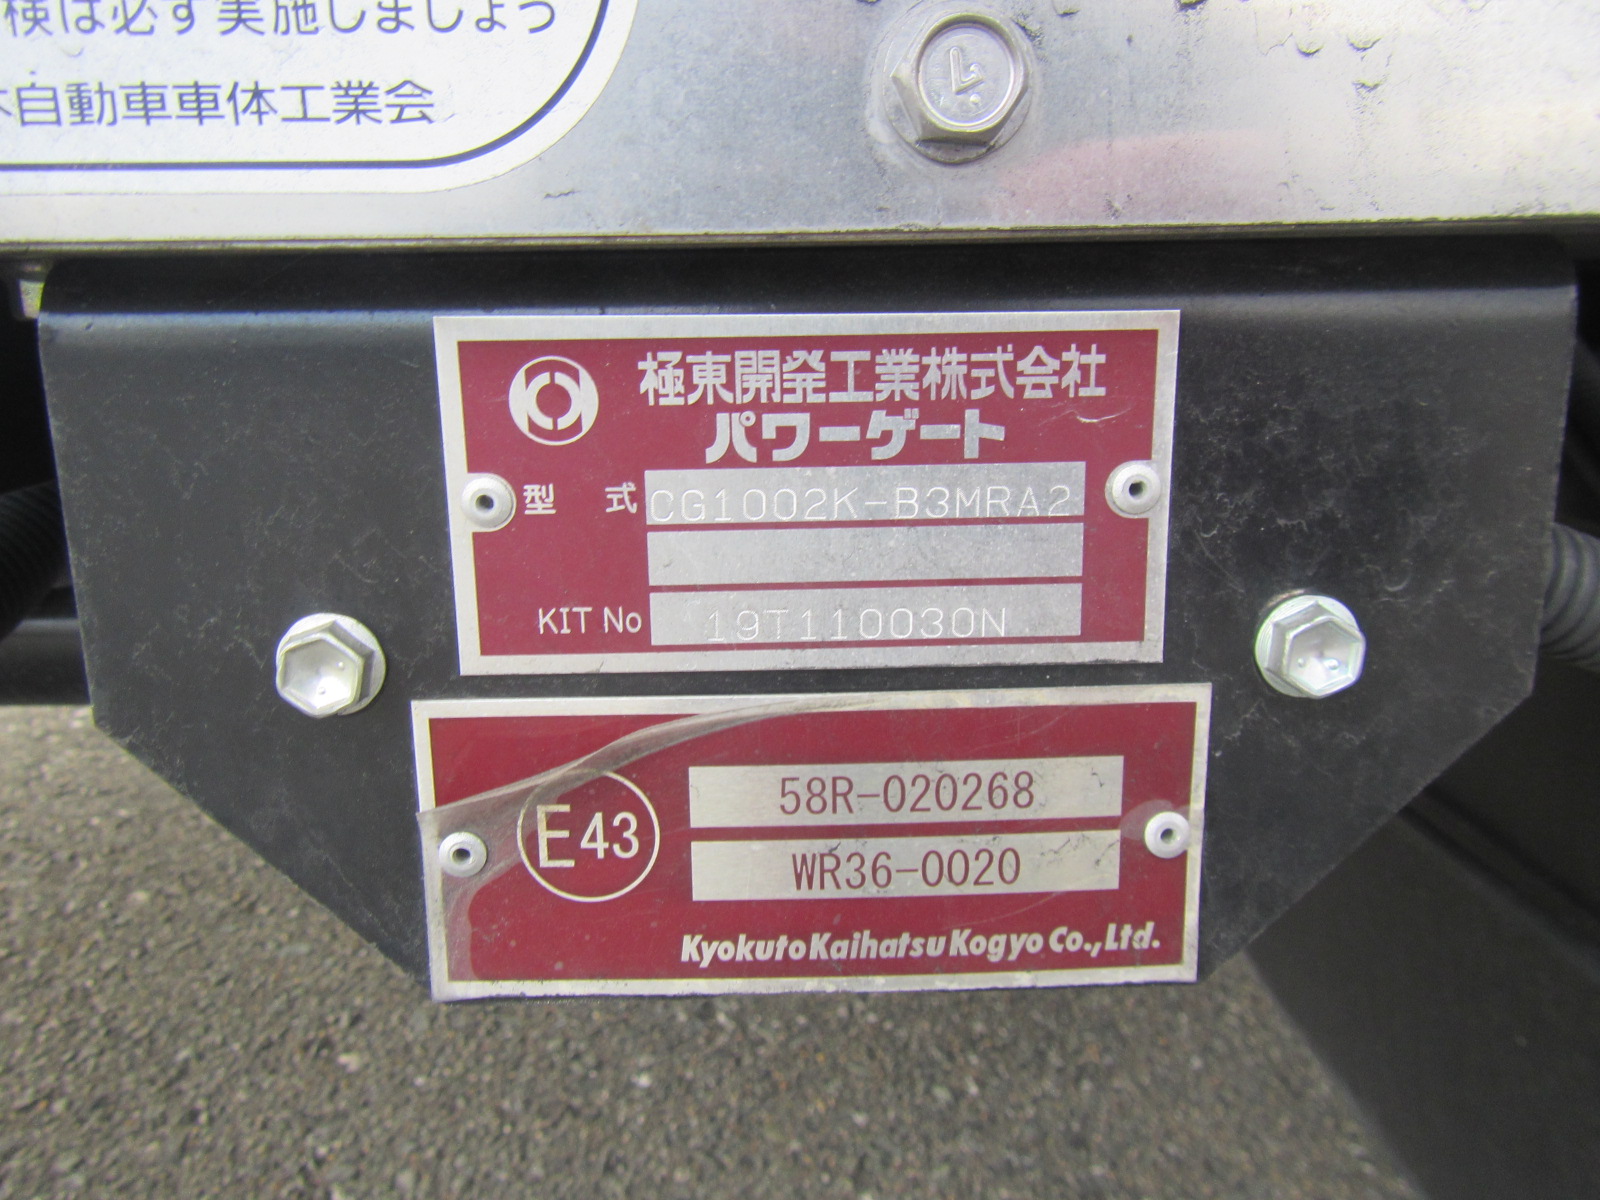 検は必ず実施しましょう
本自動車車体工業会
極東開発工業株式会社
パワーゲート
型式 CG1002K-B3MRA2
KIT No 19T110030N
E43
58R-020268
WR36-0020
Kyokuto Kaihatsu Kogyo Co., Ltd.